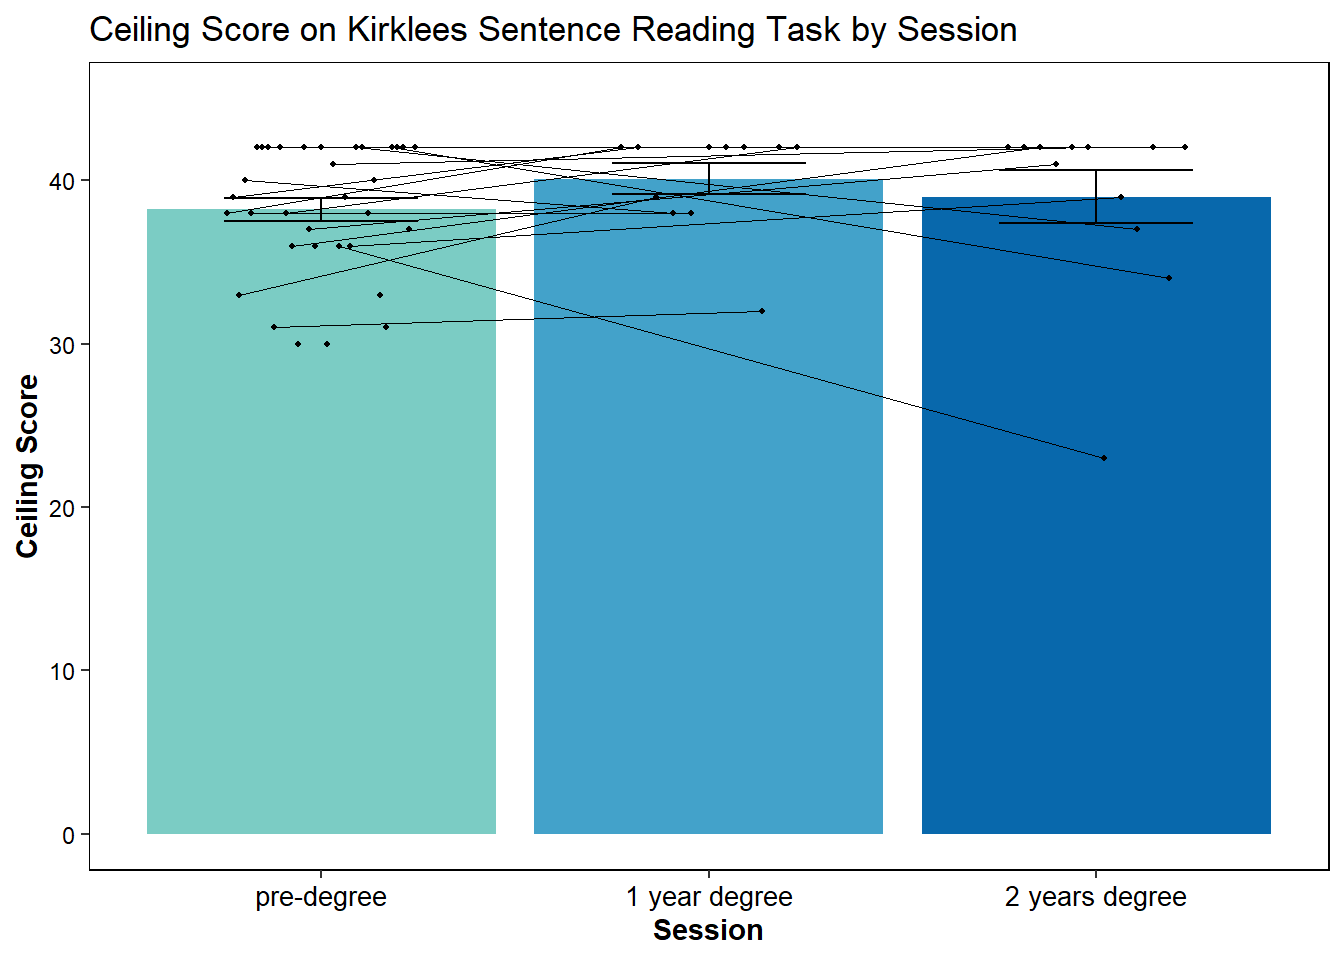 Ceiling Score on Kirklees Sentence Reading Task by Session
Ceiling Score
40
30
20
10
0
pre-degree
1 year degree
2 years degree
Session